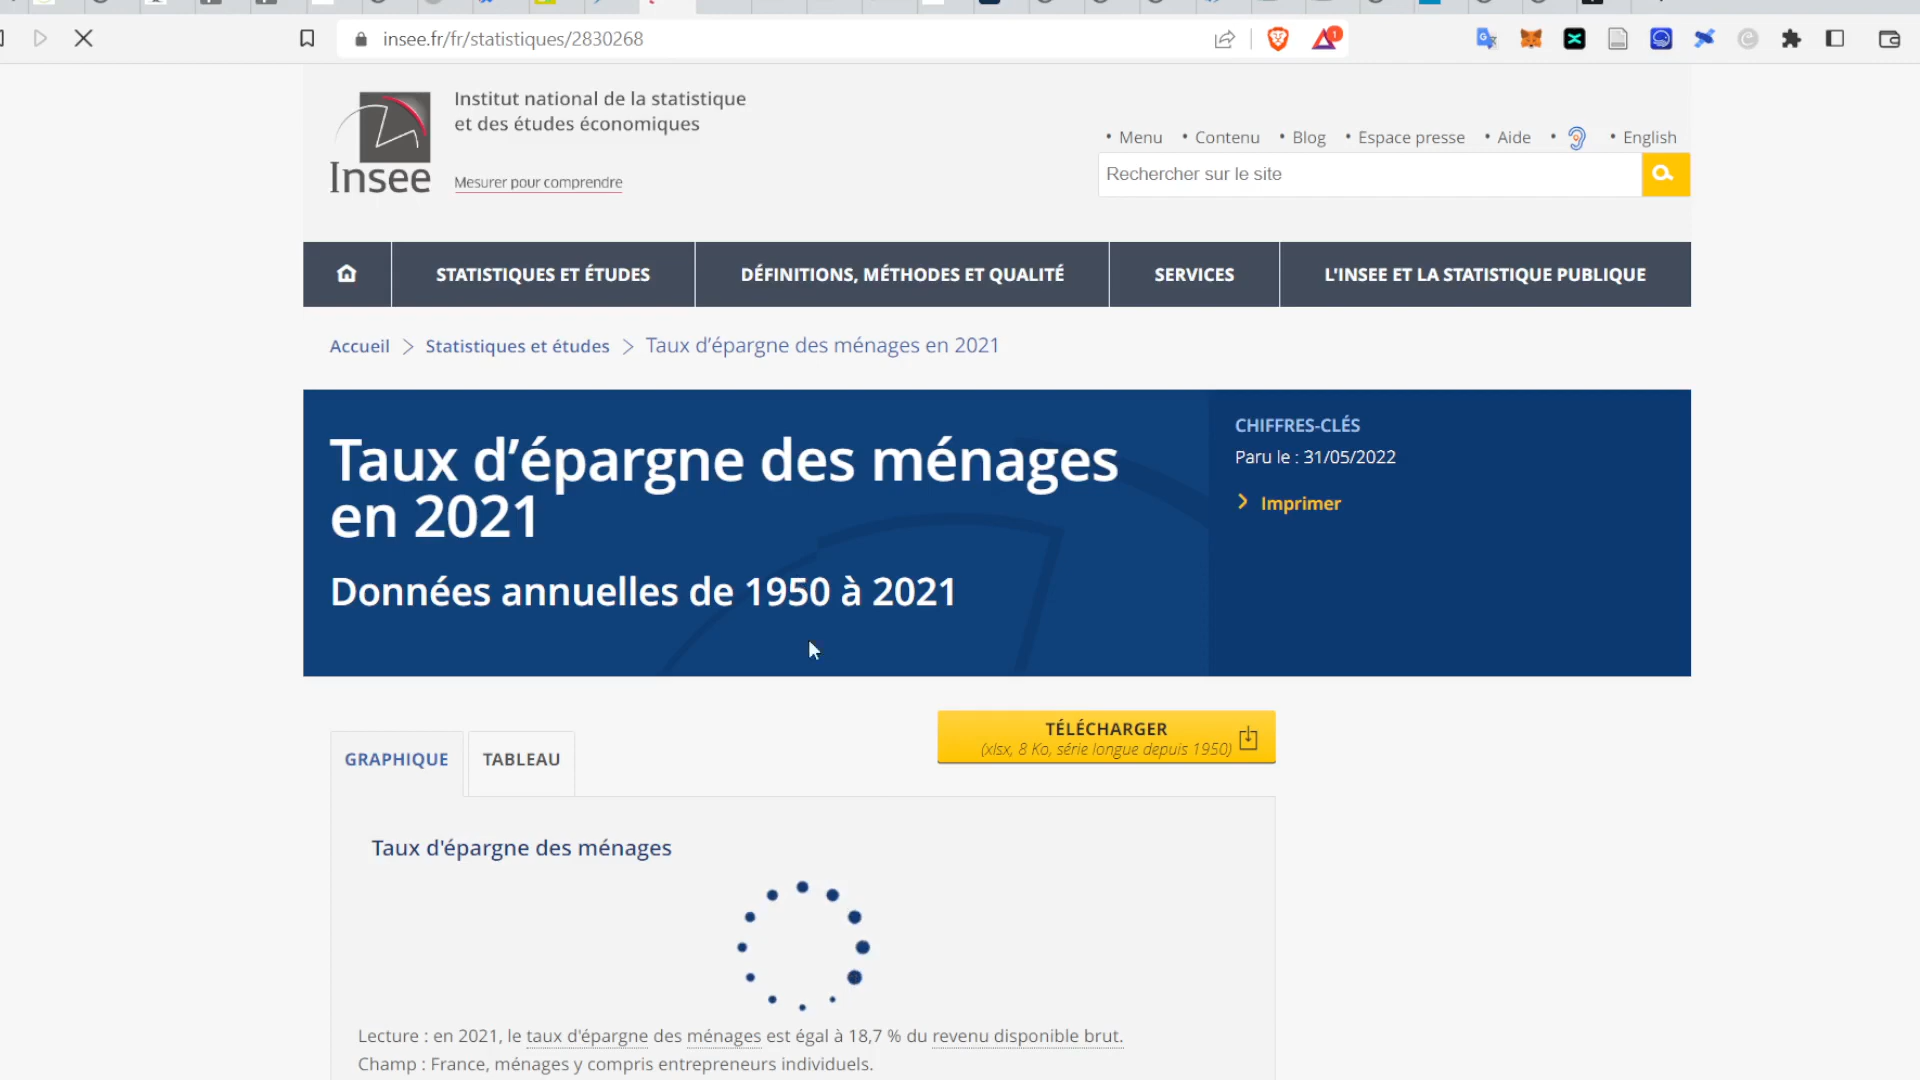 insee.fr/fr/statistiques/2830268
1
Institut national de la statistique
et des études économiques
Insee
Mesurer pour comprendre
• Menu • Contenu • Blog • Espace presse • Aide • • English
Rechercher sur le site
STATISTIQUES ET ÉTUDES DÉFINITIONS, MÉTHODES ET QUALITÉ SERVICES L'INSEE ET LA STATISTIQUE PUBLIQUE
Accueil > Statistiques et études > Taux d’épargne des ménages en 2021
Taux d’épargne des ménages
en 2021
Données annuelles de 1950 à 2021
CHIFFRES-CLÉS
Paru le : 31/05/2022
Imprimer
TÉLÉCHARGER
(xlsx, 8 Ko, série longue depuis 1950)
GRAPHIQUE TABLEAU
Taux d'épargne des ménages
Lecture : en 2021, le taux d'épargne des ménages est égal à 18,7 % du revenu disponible brut.
Champ : France, ménages y compris entrepreneurs individuels.